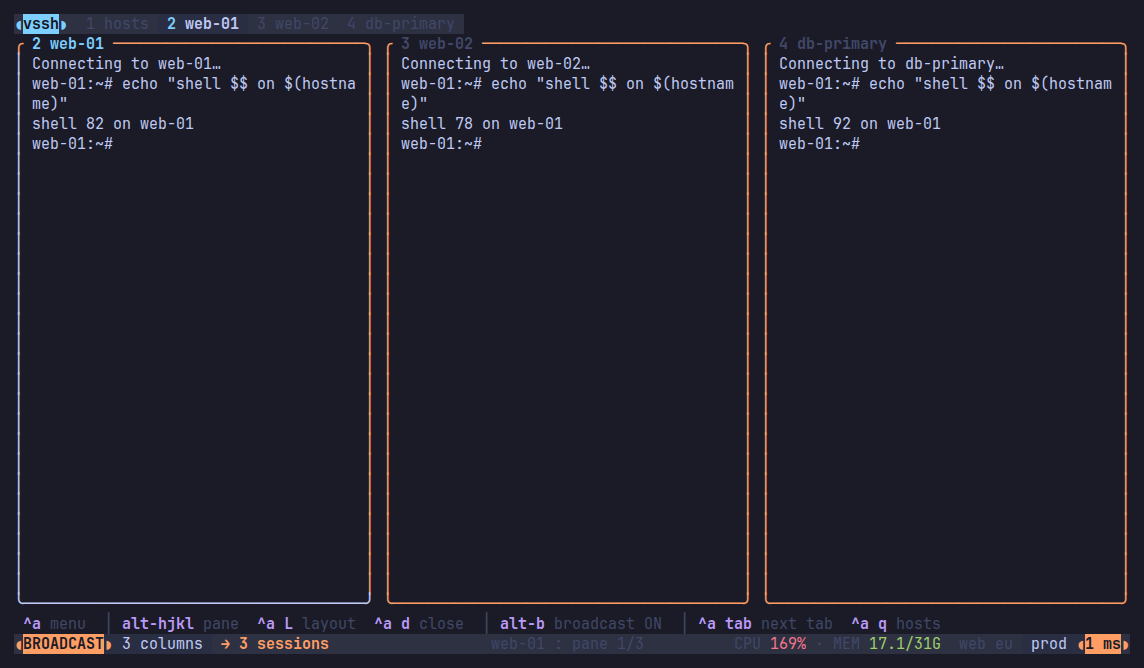 vssh 1 hosts 2 web-01 3 web-02 4 db-primary
2 web-01
Connecting to web-01…
web-01:~# echo "shell $$ on $(hostna
me)"
shell 82 on web-01
web-01:~#
3 web-02
Connecting to web-02…
web-01:~# echo "shell $$ on $(hostnam
e)"
shell 78 on web-01
web-01:~#
4 db-primary
Connecting to db-primary…
web-01:~# echo "shell $$ on $(hostnam
e)"
shell 92 on web-01
web-01:~#
^a menu │ alt-hjkl pane ^a L layout ^a d close │ alt-b broadcast ON │ ^a tab next tab ^a q hosts
BROADCAST 3 columns → 3 sessions web-01 : pane 1/3 CPU 169% · MEM 17.1/31G web eu prod 1 ms